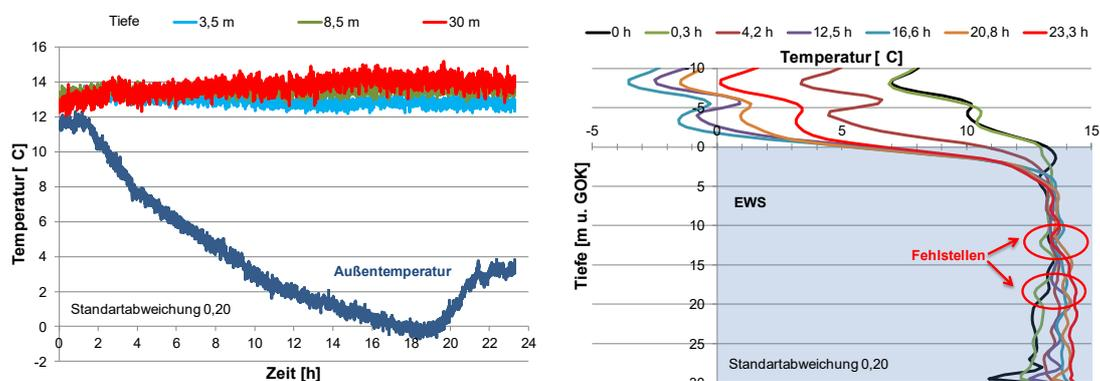 Tiefe 3,5 m 8,5 m 30 m
16
14
12
10
8
6
4
2
0
-2
0 2 4 6 8 10 12 14 16 18 20 22 24
Temperatur [ C]
Zeit [h]
Außentemperatur
Standartabweichung 0,20
0 h 0,3 h 4,2 h 12,5 h 16,6 h 20,8 h 23,3 h
Temperatur [ C]
-10
-5
-5 0 5 10 15
0
5
10
15
20
25
30
Tiefe [m u. GOK]
EWS
Fehlstellen
Standartabweichung 0,20